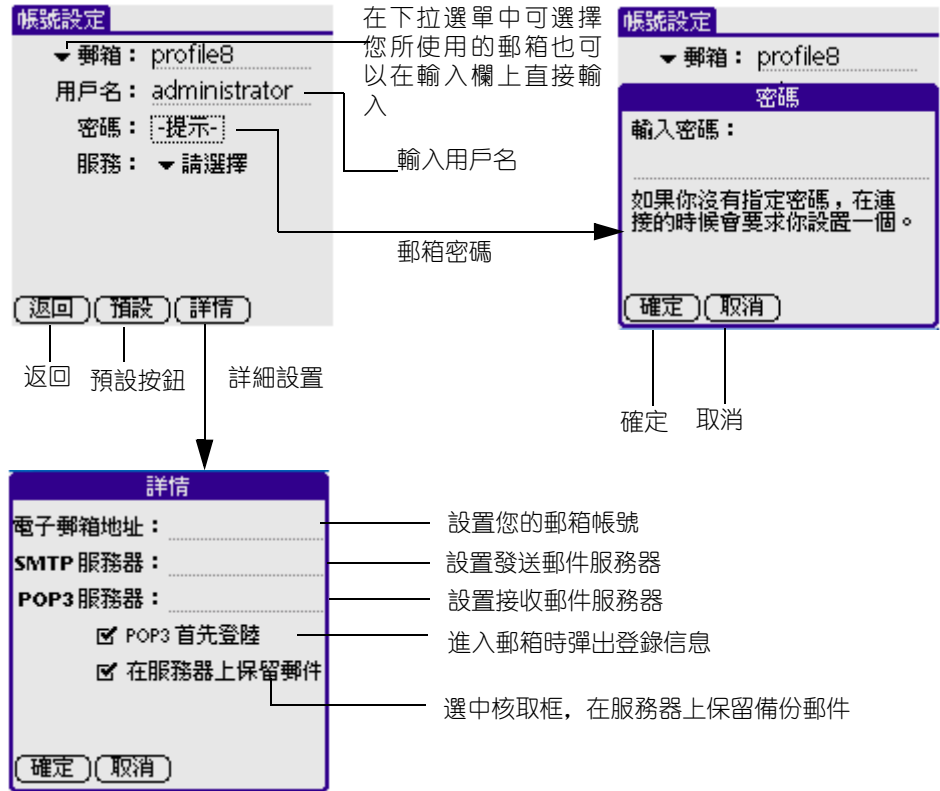 帳號設定
郵箱： profile8
用戶名： administrator
密碼： -提示-
服務： 請選擇
返回 預設 詳情
在下拉選單中可選擇
您所使用的郵箱也可
以在輸入欄上直接輸
入
輸入用戶名
郵箱密碼
帳號設定
郵箱： profile8
密碼
輸入密碼：
如果你沒有指定密碼，在連
接的時候會要求你設置一個。
確定 取消
返回 預設按鈕 詳細設置
確定 取消
詳情
電子郵箱地址：
SMTP 服務器：
POP3 服務器：
POP3 首先登陸
在服務器上保留郵件
確定 取消
設置您的郵箱帳號
設置發送郵件服務器
設置接收郵件服務器
進入郵箱時彈出登錄信息
選中核取框，在服務器上保留備份郵件